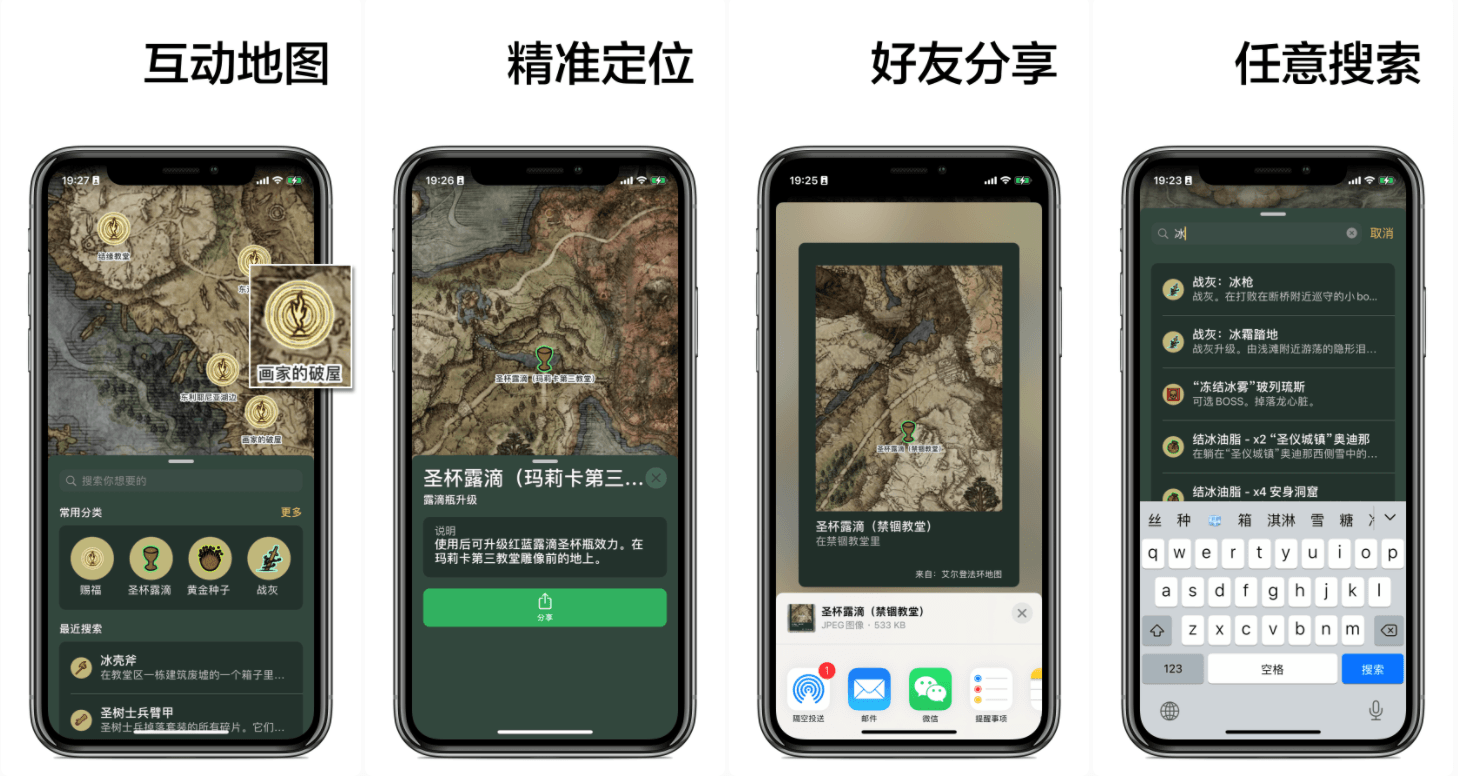 互动地图
19:27
结缘教堂
画家的破屋
东利耶尼亚湖边
画家的破屋
搜索你想要的
常用分类
更多
赐福
圣杯露滴
黄金种子
战灰
最近搜索
冰壳斧
在教堂区一栋建筑废墟的一个箱子里...
圣树士兵臂甲
圣树士兵掉落套装的所有碎片。它们...
精准定位
19:26
圣杯露滴（玛莉卡第三教堂）
圣杯露滴（玛莉卡第三...
露滴瓶升级
说明
使用后可升级红蓝露滴圣杯瓶效力。在
玛莉卡第三教堂雕像前的地上。
分享
好友分享
19:25
圣杯露滴（禁锢教堂）
圣杯露滴（禁锢教堂）
在禁锢教堂里
来自：艾尔登法环地图
圣杯露滴（禁锢教堂）
JPEG图像 · 533 KB
1
隔空投送
邮件
微信
提醒事项
任意搜索
19:23
冰
取消
战灰：冰枪
战灰。在打败在断桥附近巡守的小bo...
战灰：冰霜踏地
战灰升级。由浅滩附近游荡的隐形泪...
“冻结冰雾”玻列琉斯
可选BOSS。掉落龙心脏。
结冰油脂 - x2 “圣仪城镇”奥迪那
在躺在“圣仪城镇”奥迪那西侧雪中的...
结冰油脂 - x4 安身洞窟
丝 种 🧊 箱 淇淋 雪 糖
q w e r t y u i o p
a s d f g h j k l
z x c v b n m
123 空格 搜索